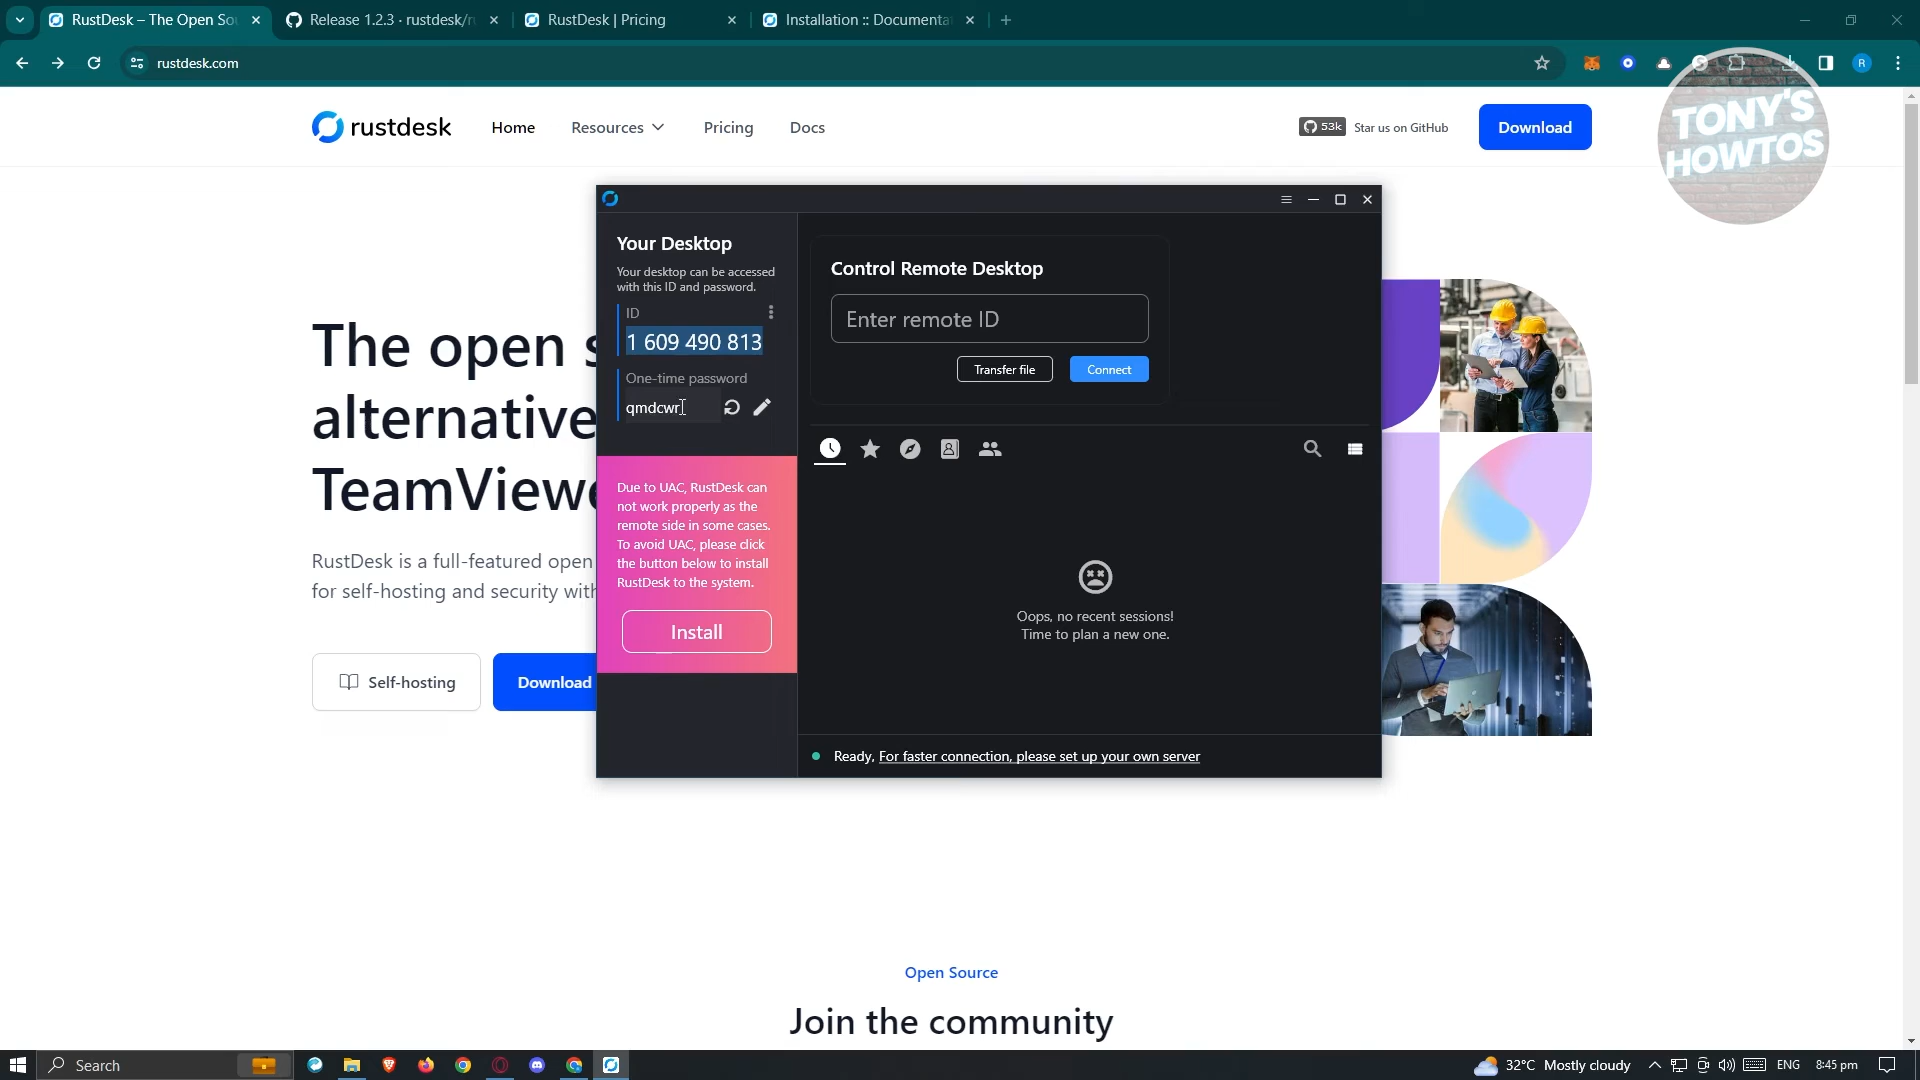 RustDesk – The Open So
Release 1.2.3 · rustdesk/ru
RustDesk | Pricing
Installation :: Documenta
rustdesk.com
R
TONY'S
HOWTOS
rustdesk
Home
Resources
Pricing
Docs
53k
Star us on GitHub
Download
The open s
alternative
TeamViewe
RustDesk is a full-featured open
for self-hosting and security with
Self-hosting
Download
Your Desktop
Your desktop can be accessed
with this ID and password.
ID
1 609 490 813
One-time password
qmdcwr
Due to UAC, RustDesk can
not work properly as the
remote side in some cases.
To avoid UAC, please click
the button below to install
RustDesk to the system.
Install
Control Remote Desktop
Enter remote ID
Transfer file
Connect
Oops, no recent sessions!
Time to plan a new one.
Ready, For faster connection, please set up your own server
Open Source
Join the community
Search
32°C Mostly cloudy
ENG
8:45 pm